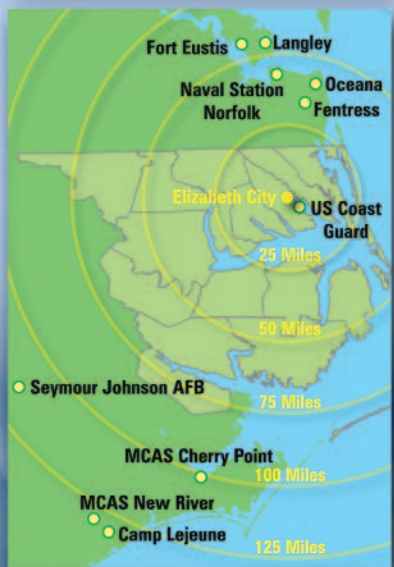 Fort Eustis
Langley
Naval Station
Norfolk
Oceana
Fentress
Elizabeth City
US Coast
Guard
25 Miles
50 Miles
Seymour Johnson AFB
75 Miles
MCAS Cherry Point
100 Miles
MCAS New River
Camp Lejeune
125 Miles